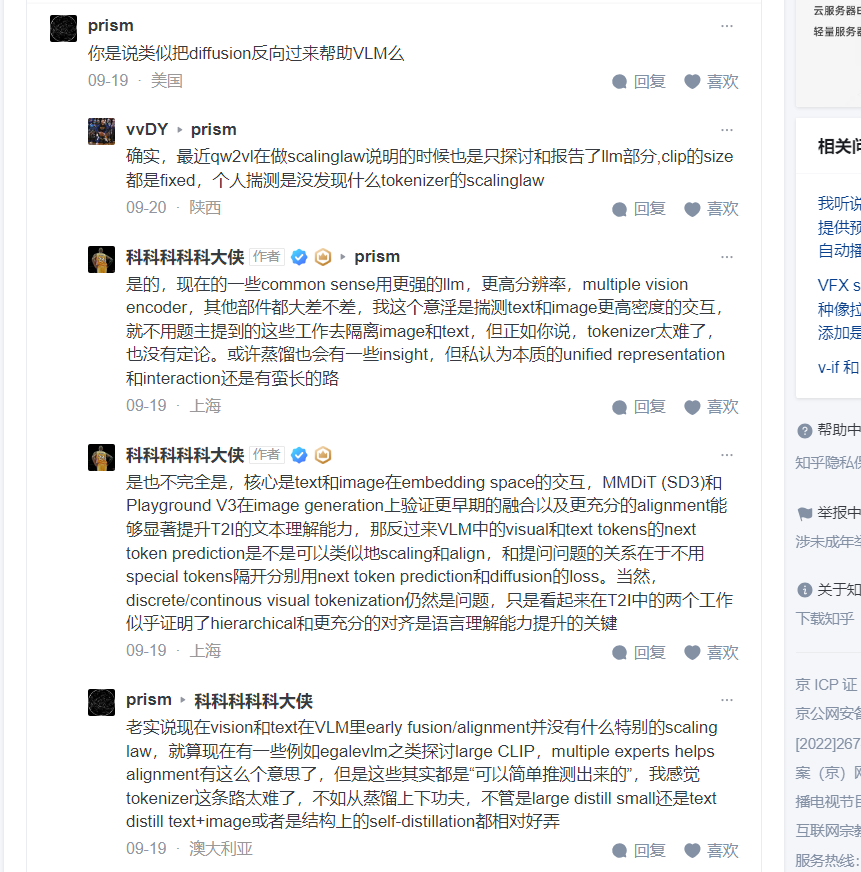 prism
你是说类似把diffusion反向过来帮助VLM么
09-19 · 美国
回复 喜欢
vvDY prism
确实，最近qw2vl在做scalinglaw说明的时候也是只探讨和报告了llm部分,clip的size
都是fixed，个人揣测是没发现什么tokenizer的scalinglaw
09-20 · 陕西
回复 喜欢
科科科科科大侠 作者 prism
是的，现在的一些common sense用更强的llm，更高分辨率，multiple vision
encoder，其他部件都大差不差，我这个意淫是揣测text和image更高密度的交互，
就不用题主提到的这些工作去隔离image和text，但正如你说，tokenizer太难了，
也没有定论。或许蒸馏也会有一些insight，但私认为本质的unified representation
和interaction还是有蛮长的路
09-19 · 上海
回复 喜欢
科科科科科大侠 作者
是也不完全是，核心是text和image在embedding space的交互，MMDiT (SD3)和
Playground V3在image generation上验证更早期的融合以及更充分的alignment能
够显著提升T2I的文本理解能力，那反过来VLM中的visual和text tokens的next
token prediction是不是可以类似地scaling和align，和提问问题的关系在于不用
special tokens隔开分别用next token prediction和diffusion的loss。当然，
discrete/continous visual tokenization仍然是问题，只是看起来在T2I中的两个工作
似乎证明了hierarchical和更充分的对齐是语言理解能力提升的关键
09-19 · 上海
回复 喜欢
prism 科科科科科大侠
老实说现在vision和text在VLM里early fusion/alignment并没有什么特别的scaling
law，就算现在有一些例如egalevlm之类探讨large CLIP，multiple experts helps
alignment有这么个意思了，但是这些其实都是“可以简单推测出来的”，我感觉
tokenizer这条路太难了，不如从蒸馏上下功夫，不管是large distill small还是text
distill text+image或者是结构上的self-distillation都相对好弄
09-19 · 澳大利亚
回复 喜欢
云服务器
轻量服务器
相关问
我听说
提供预
自动播
VFX s
种像拉
添加是
v-if 和
帮助中
知乎隐私保
举报中
涉未成年举
关于知
下载知乎
京 ICP 证
京公网安备
[2022]267
案（京）网
播电视节目
互联网宗教
服务热线：